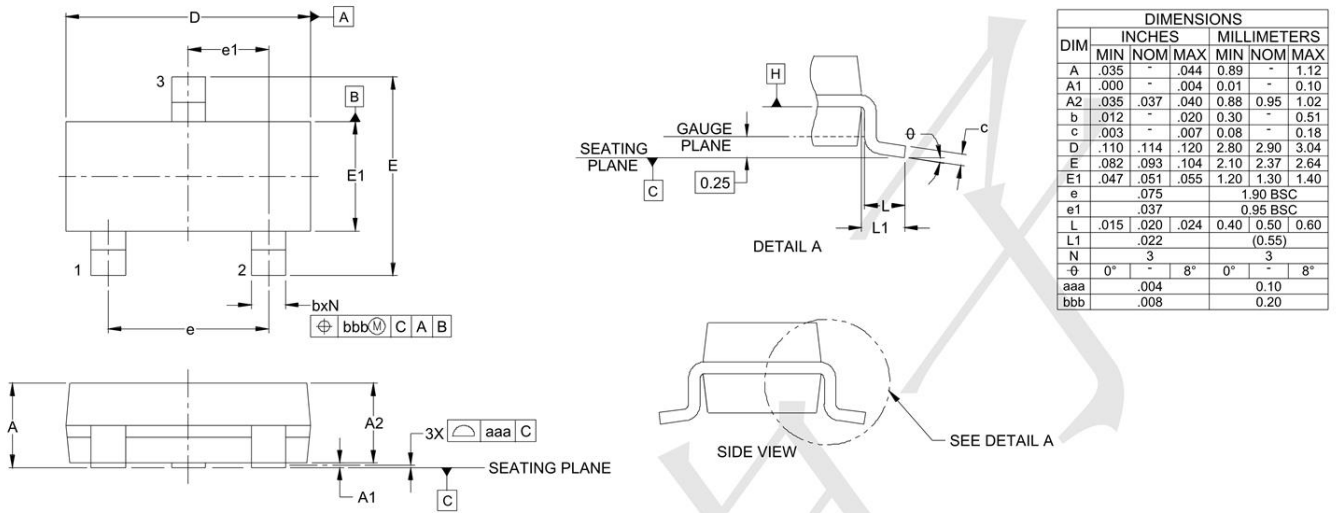 D
A
e1
3
B
E1
E
1
2
bxN
⌖ bbbⓂ C A B
e
A
A2
3X ⌓ aaa C
SEATING PLANE
A1
C
H
GAUGE
PLANE
SEATING
PLANE
C
0.25
θ
c
L
L1
DETAIL A
SIDE VIEW
SEE DETAIL A
DIMENSIONS
DIM INCHES MILLIMETERS
MIN NOM MAX MIN NOM MAX
A .035 - .044 0.89 - 1.12
A1 .000 - .004 0.01 - 0.10
A2 .035 .037 .040 0.88 0.95 1.02
b .012 - .020 0.30 - 0.51
c .003 - .007 0.08 - 0.18
D .110 .114 .120 2.80 2.90 3.04
E .082 .093 .104 2.10 2.37 2.64
E1 .047 .051 .055 1.20 1.30 1.40
e .075 1.90 BSC
e1 .037 0.95 BSC
L .015 .020 .024 0.40 0.50 0.60
L1 .022 (0.55)
N 3 3
θ 0° - 8° 0° - 8°
aaa .004 0.10
bbb .008 0.20